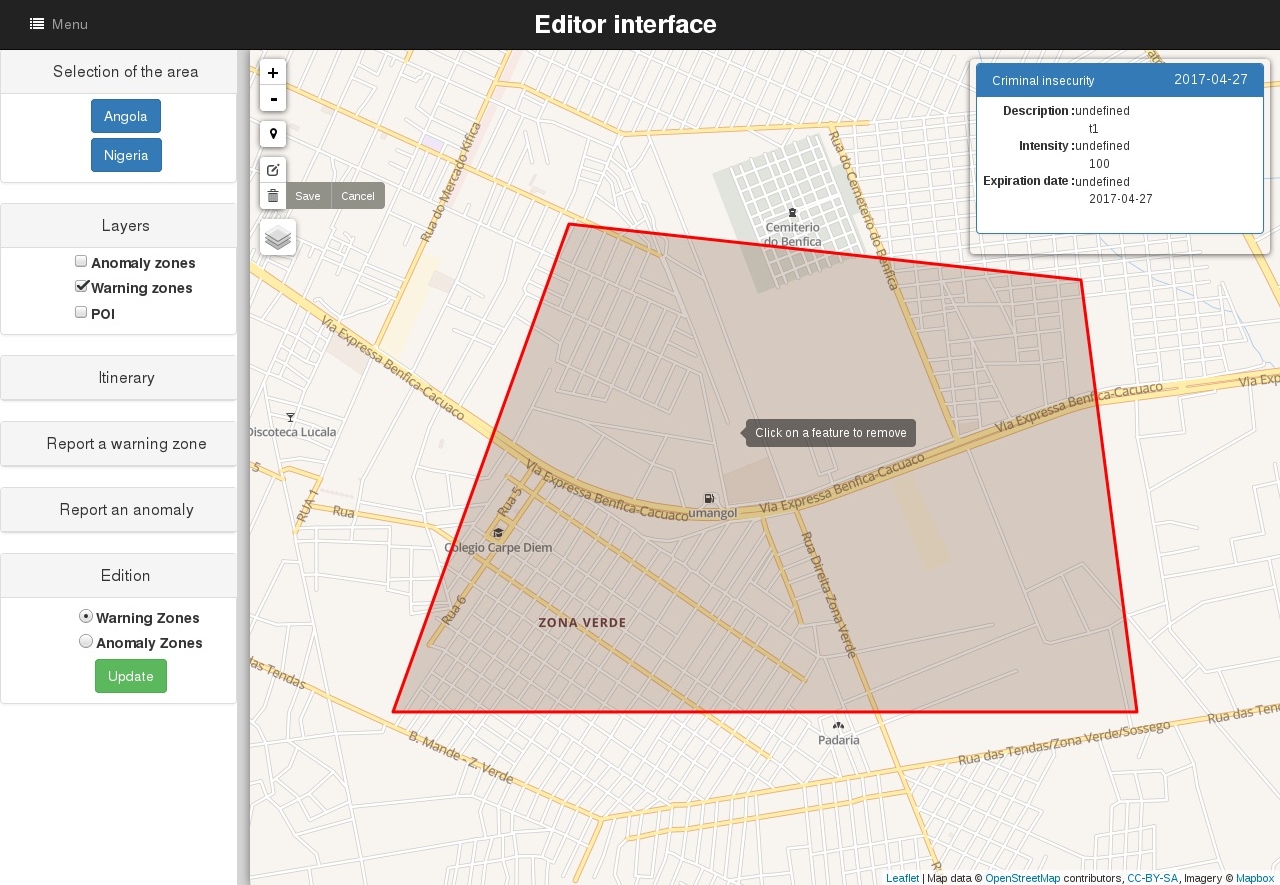 Menu
Editor interface
Selection of the area
Angola
Nigeria
Layers
Anomaly zones
Warning zones
POI
Itinerary
Report a warning zone
Report an anomaly
Edition
Warning Zones
Anomaly Zones
Update
+
-
Save
Cancel
Criminal insecurity
2017-04-27
Description :undefined
t1
Intensity :undefined
100
Expiration date :undefined
2017-04-27
Rua do Mercado Kifica
Rua do Cemeterio do Benfica
Cemiterio
do Benfica
Via Expressa Benfica-Cacuaco
Discoteca Lucala
5
RUA 1
Rua
Click on a feature to remove
Via Expressa Benfica-Cacuaco
Via Exp
Via Expressa Benfica-Cacuaco
Via Expressa Benfica-Cacuaco
umangol
Rua 5
Colegio Carpe Diem
Rua 6
ZONA VERDE
Rua Direita Zona Verde
das Tendas
B. Mande - Z. Verde
Padaria
Rua das Tendas/Zona Verde/Sossego
Rua das Tend
R
Leaflet | Map data © OpenStreetMap contributors, CC-BY-SA, Imagery © Mapbox